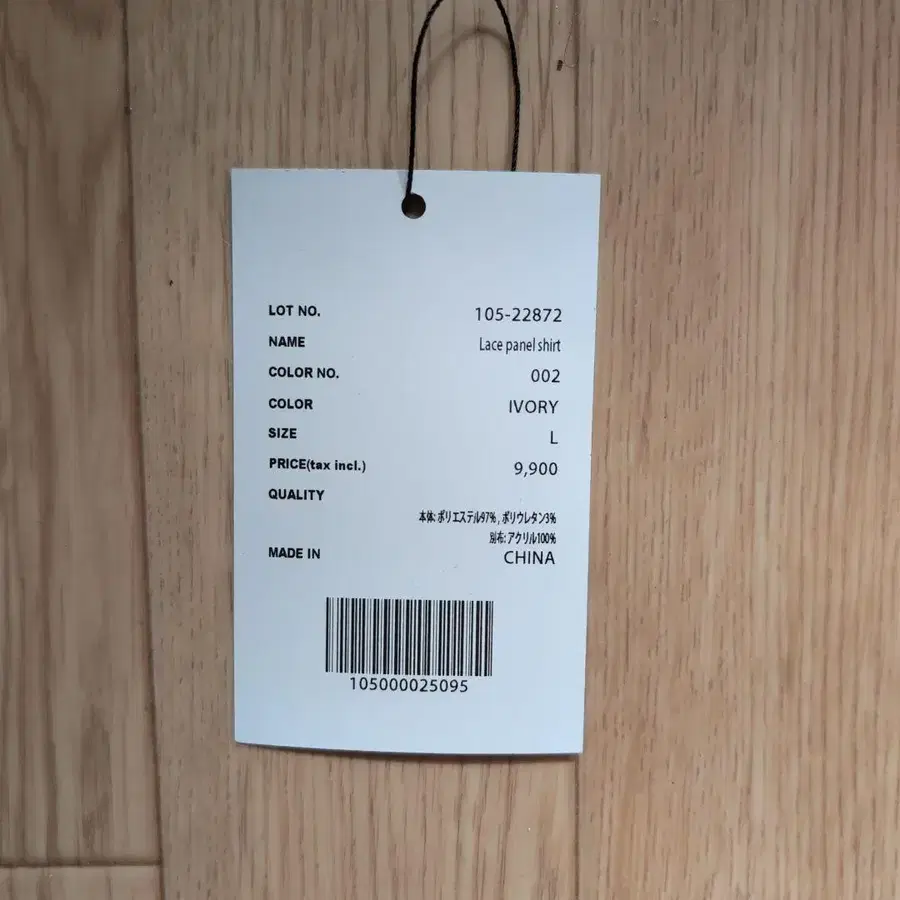 LOT NO. 105-22872
NAME Lace panel shirt
COLOR NO. 002
COLOR IVORY
SIZE L
PRICE(tax incl.) 9,900
QUALITY
本体:ポリエステル97%,ポリウレタン3%
別布:アクリル100%
MADE IN CHINA
105000025095